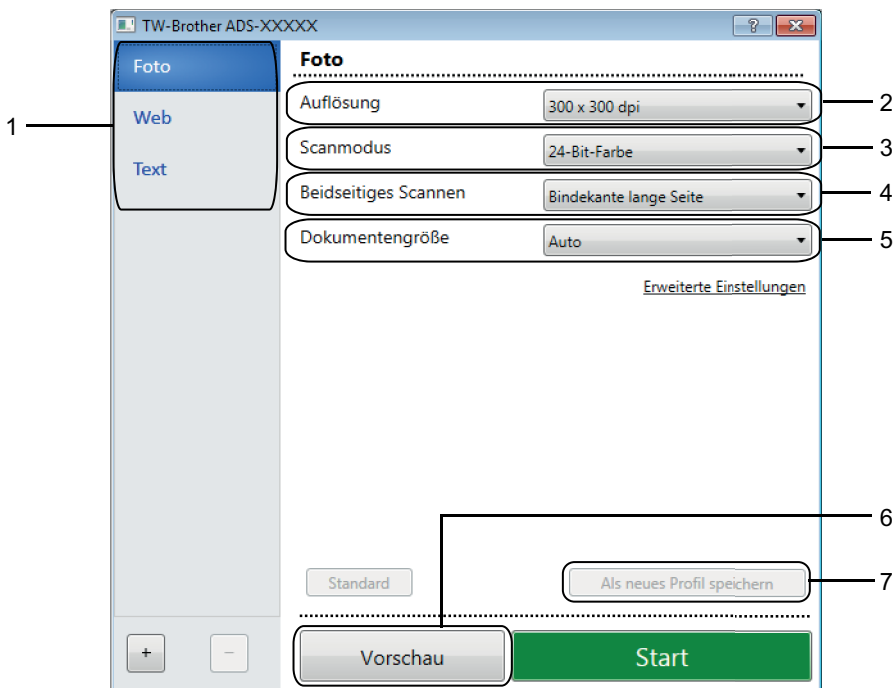 TW-Brother ADS-XXXXX
?
Foto
Web
Text
Foto
Auflösung 300 x 300 dpi
Scanmodus 24-Bit-Farbe
Beidseitiges Scannen Bindekante lange Seite
Dokumentengröße Auto
Erweiterte Einstellungen
Standard Als neues Profil speichern
+ − Vorschau Start
1
2
3
4
5
6
7